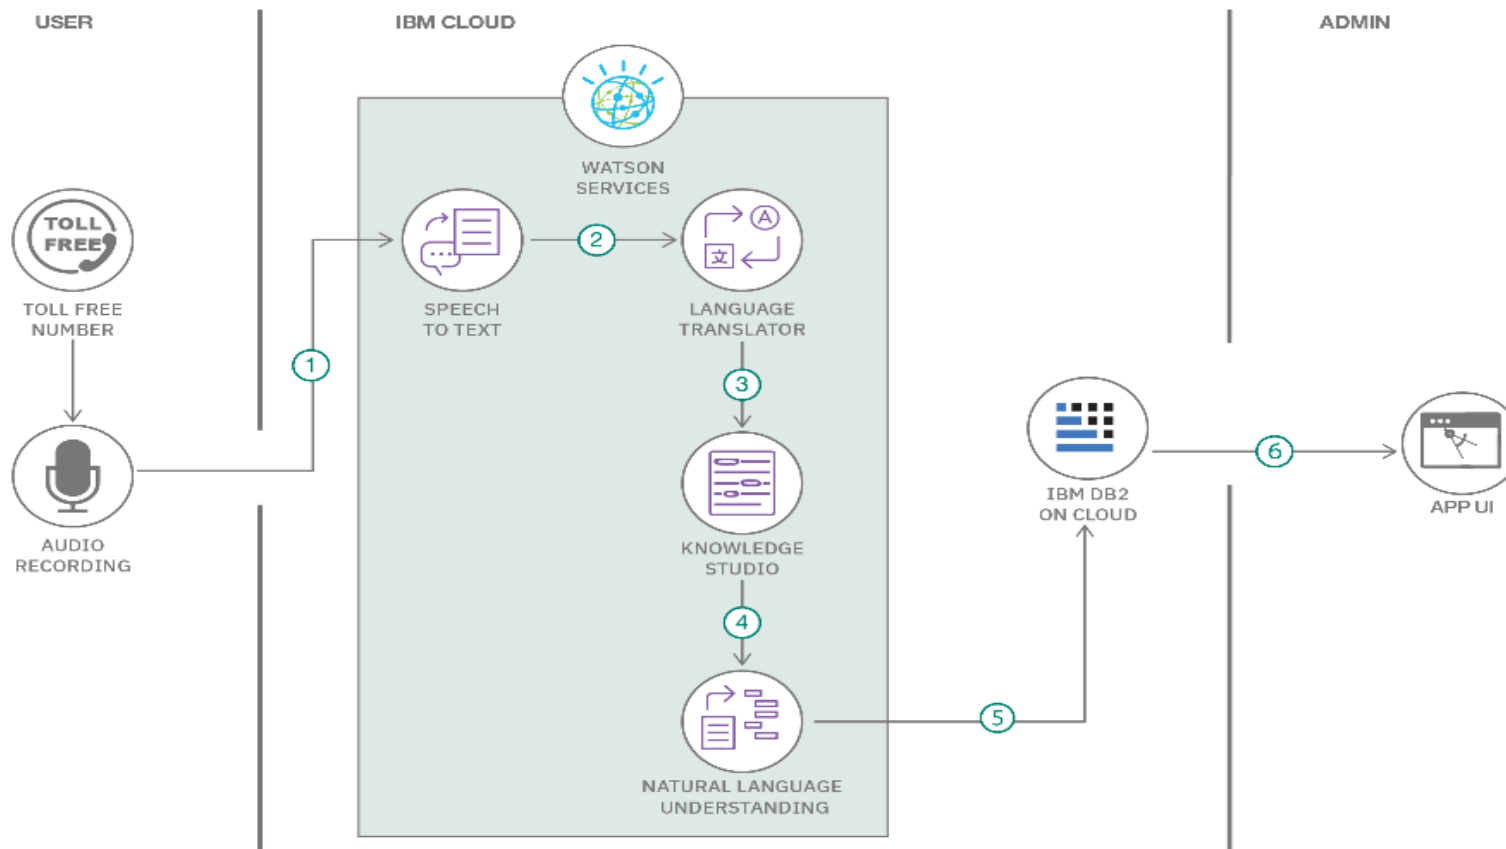 USER
IBM CLOUD
ADMIN
WATSON
SERVICES
TOLL
FREE
TOLL FREE
NUMBER
1
SPEECH
TO TEXT
2
A
文
LANGUAGE
TRANSLATOR
3
AUDIO
RECORDING
KNOWLEDGE
STUDIO
4
NATURAL LANGUAGE
UNDERSTANDING
5
IBM DB2
ON CLOUD
6
APP UI